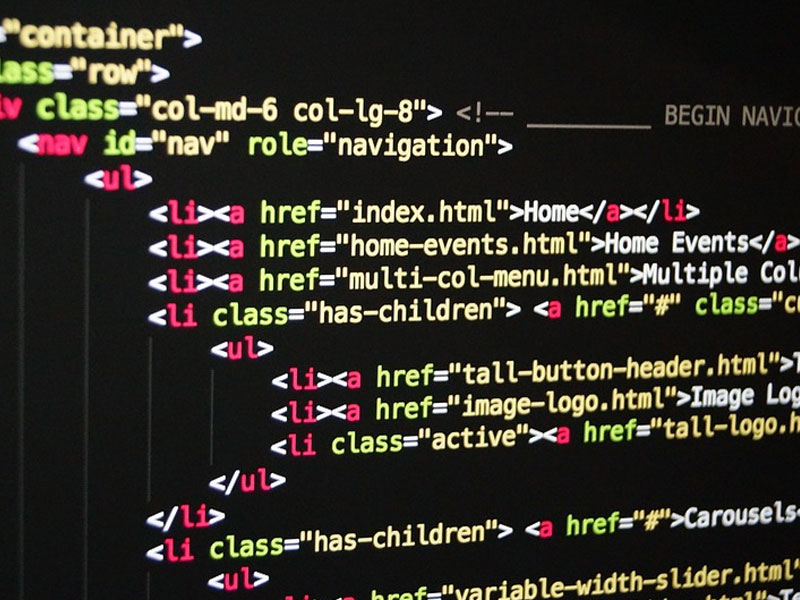 ="container">
lass="row">
iv class="col-md-6 col-lg-8"> <!-- __________ BEGIN NAVIG
<nav id="nav" role="navigation">
<ul>
<li><a href="index.html">Home</a></li>
<li><a href="home-events.html">Home Events</a>
<li><a href="multi-col-menu.html">Multiple Col
<li class="has-children"> <a href="#" class="c
<ul>
<li><a href="tall-button-header.html">T
<li><a href="image-logo.html">Image Log
<li class="active"><a href="tall-logo.h
</ul>
</li>
<li class="has-children"> <a href="#">Carousels<
<ul>
<li><a href="variable-width-slider.html"